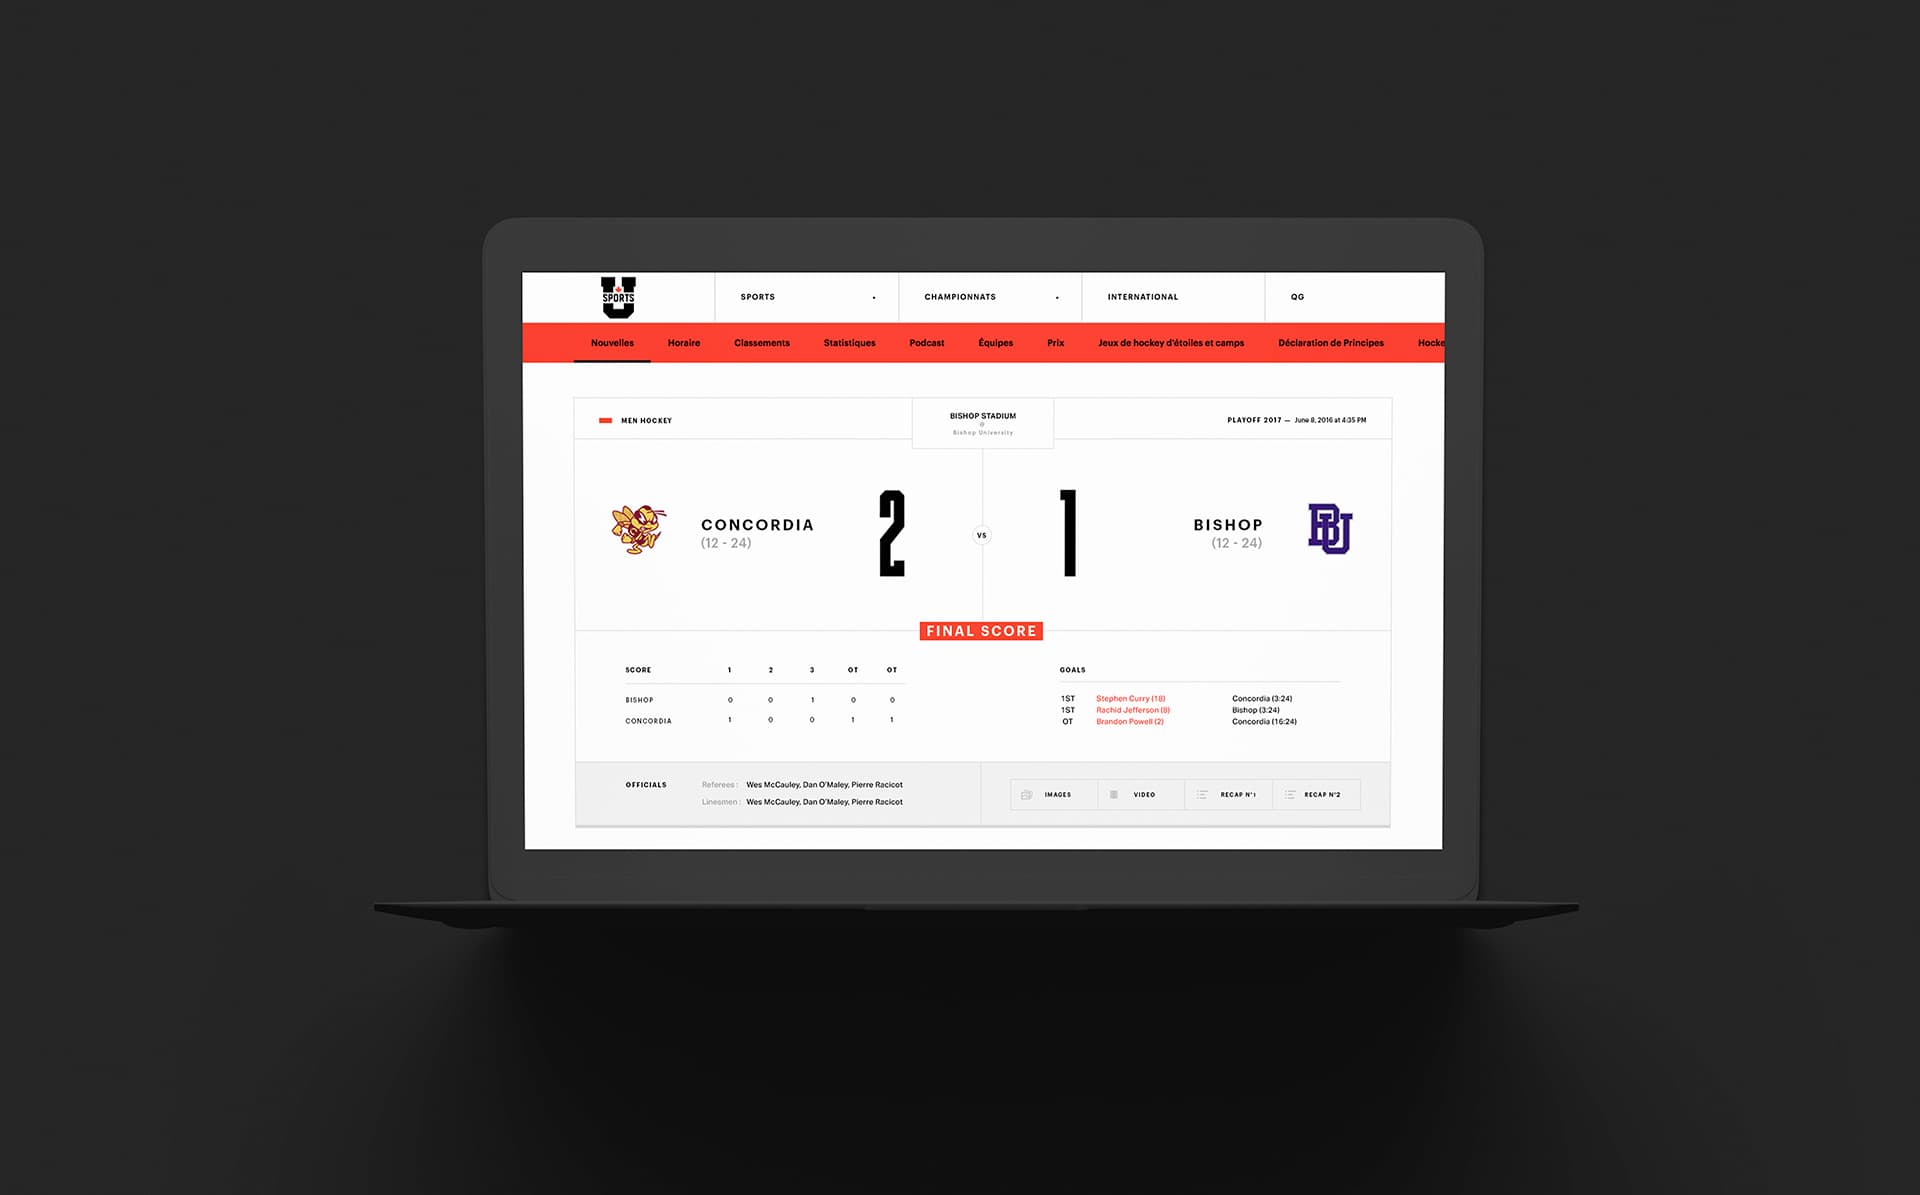 U
SPORTS
SPORTS
CHAMPIONNATS
INTERNATIONAL
QG
Nouvelles
Horaire
Classements
Statistiques
Podcast
Équipes
Prix
Jeux de hockey d'étoiles et camps
Déclaration de Principes
Hocke
MEN HOCKEY
BISHOP STADIUM
@
Bishop University
PLAYOFF 2017 — June 8, 2016 at 4:35 PM
CONCORDIA
(12 - 24)
2
VS
1
BISHOP
(12 - 24)
BU
FINAL SCORE
SCORE 1 2 3 OT OT
BISHOP 0 0 1 0 0
CONCORDIA 1 0 0 1 1
GOALS
1ST Stephen Curry (18) Concordia (3:24)
1ST Rachid Jefferson (8) Bishop (3:24)
OT Brandon Powell (2) Concordia (16:24)
OFFICIALS
Referees : Wes McCauley, Dan O'Maley, Pierre Racicot
Linesmen : Wes McCauley, Dan O'Maley, Pierre Racicot
IMAGES
VIDEO
RECAP N°1
RECAP N°2